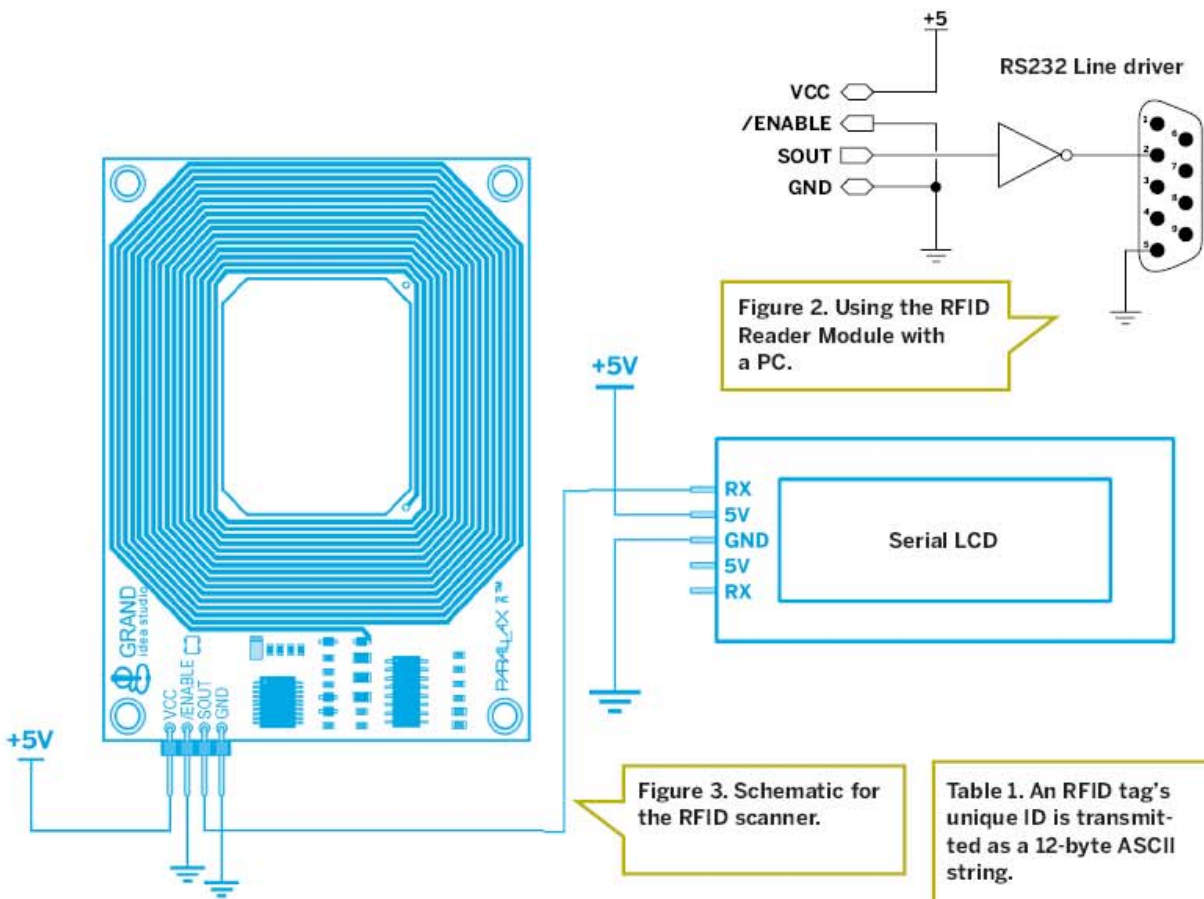 +5
RS232 Line driver
VCC
/ENABLE
SOUT
GND
1
2
3
4
5
6
7
8
9
Figure 2. Using the RFID
Reader Module with
a PC.
+5V
RX
5V
GND
5V
RX
Serial LCD
GRAND
idea studio
PARALLAX
VCC
/ENABLE
SOUT
GND
+5V
Figure 3. Schematic for
the RFID scanner.
Table 1. An RFID tag's
unique ID is transmit-
ted as a 12-byte ASCII
string.